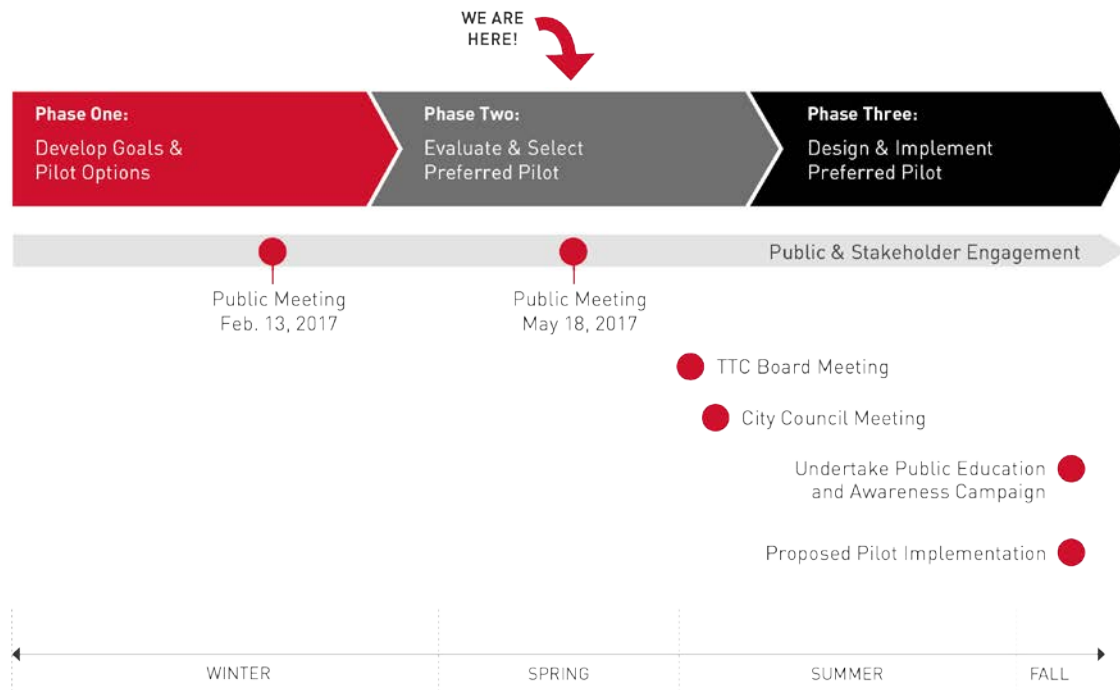 WE ARE
HERE!
Phase One:
Develop Goals &
Pilot Options
Phase Two:
Evaluate & Select
Preferred Pilot
Phase Three:
Design & Implement
Preferred Pilot
Public & Stakeholder Engagement
Public Meeting
Feb. 13, 2017
Public Meeting
May 18, 2017
TTC Board Meeting
City Council Meeting
Undertake Public Education
and Awareness Campaign
Proposed Pilot Implementation
WINTER
SPRING
SUMMER
FALL